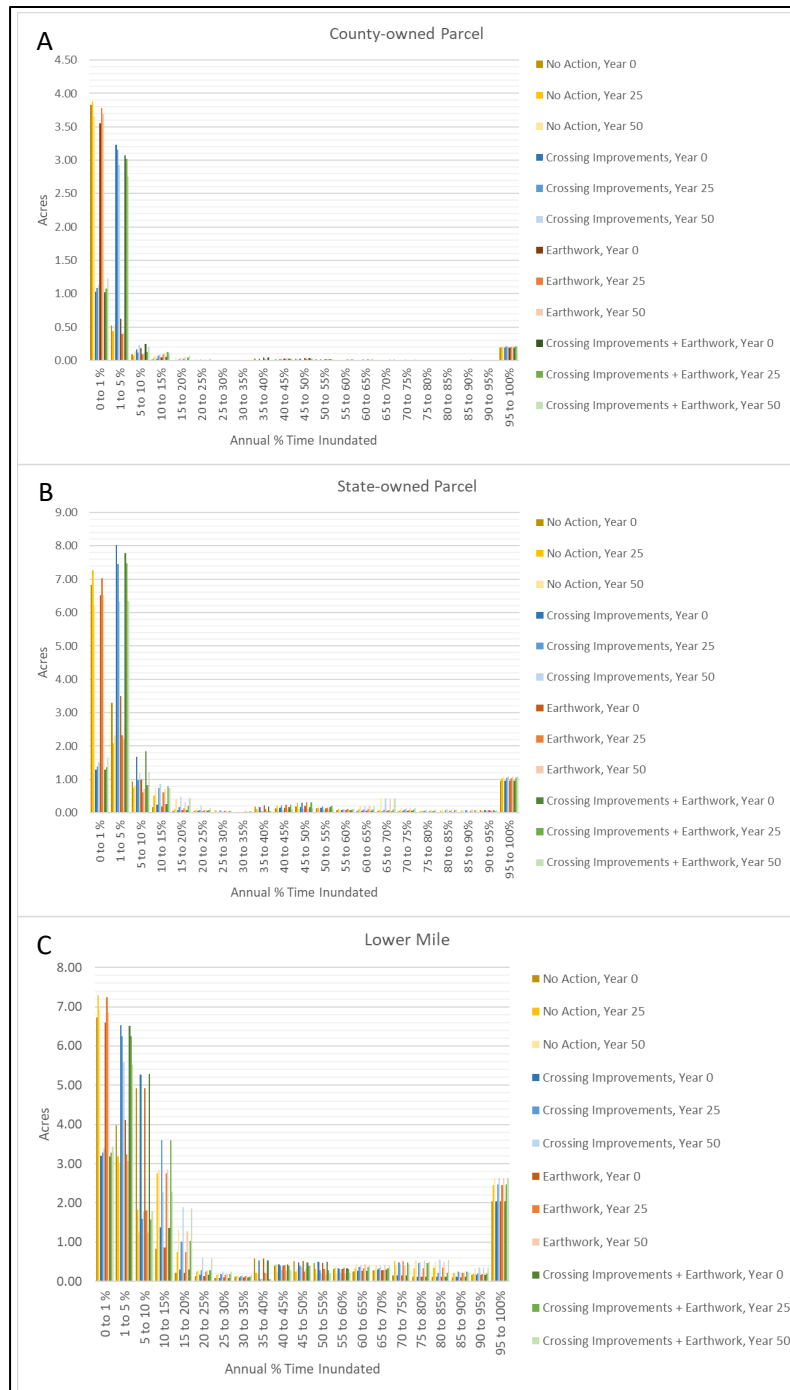 A
County-owned Parcel
4.50
4.00
3.50
3.00
2.50
2.00
1.50
1.00
0.50
0.00
Acres
0 to 1 %
1 to 5%
5 to 10 %
10 to 15%
15 to 20%
20 to 25%
25 to 30%
30 to 35%
35 to 40%
40 to 45%
45 to 50%
50 to 55%
55 to 60%
60 to 65%
65 to 70%
70 to 75%
75 to 80%
80 to 85%
85 to 90%
90 to 95%
95 to 100%
Annual % Time Inundated
No Action, Year 0
No Action, Year 25
No Action, Year 50
Crossing Improvements, Year 0
Crossing Improvements, Year 25
Crossing Improvements, Year 50
Earthwork, Year 0
Earthwork, Year 25
Earthwork, Year 50
Crossing Improvements + Earthwork, Year 0
Crossing Improvements + Earthwork, Year 25
Crossing Improvements + Earthwork, Year 50
B
State-owned Parcel
9.00
8.00
7.00
6.00
5.00
4.00
3.00
2.00
1.00
0.00
Acres
0 to 1 %
1 to 5%
5 to 10 %
10 to 15%
15 to 20%
20 to 25%
25 to 30%
30 to 35%
35 to 40%
40 to 45%
45 to 50%
50 to 55%
55 to 60%
60 to 65%
65 to 70%
70 to 75%
75 to 80%
80 to 85%
85 to 90%
90 to 95%
95 to 100%
Annual % Time Inundated
No Action, Year 0
No Action, Year 25
No Action, Year 50
Crossing Improvements, Year 0
Crossing Improvements, Year 25
Crossing Improvements, Year 50
Earthwork, Year 0
Earthwork, Year 25
Earthwork, Year 50
Crossing Improvements + Earthwork, Year 0
Crossing Improvements + Earthwork, Year 25
Crossing Improvements + Earthwork, Year 50
C
Lower Mile
8.00
7.00
6.00
5.00
4.00
3.00
2.00
1.00
0.00
Acres
0 to 1 %
1 to 5%
5 to 10 %
10 to 15%
15 to 20%
20 to 25%
25 to 30%
30 to 35%
35 to 40%
40 to 45%
45 to 50%
50 to 55%
55 to 60%
60 to 65%
65 to 70%
70 to 75%
75 to 80%
80 to 85%
85 to 90%
90 to 95%
95 to 100%
Annual % Time Inundated
No Action, Year 0
No Action, Year 25
No Action, Year 50
Crossing Improvements, Year 0
Crossing Improvements, Year 25
Crossing Improvements, Year 50
Earthwork, Year 0
Earthwork, Year 25
Earthwork, Year 50
Crossing Improvements + Earthwork, Year 0
Crossing Improvements + Earthwork, Year 25
Crossing Improvements + Earthwork, Year 50